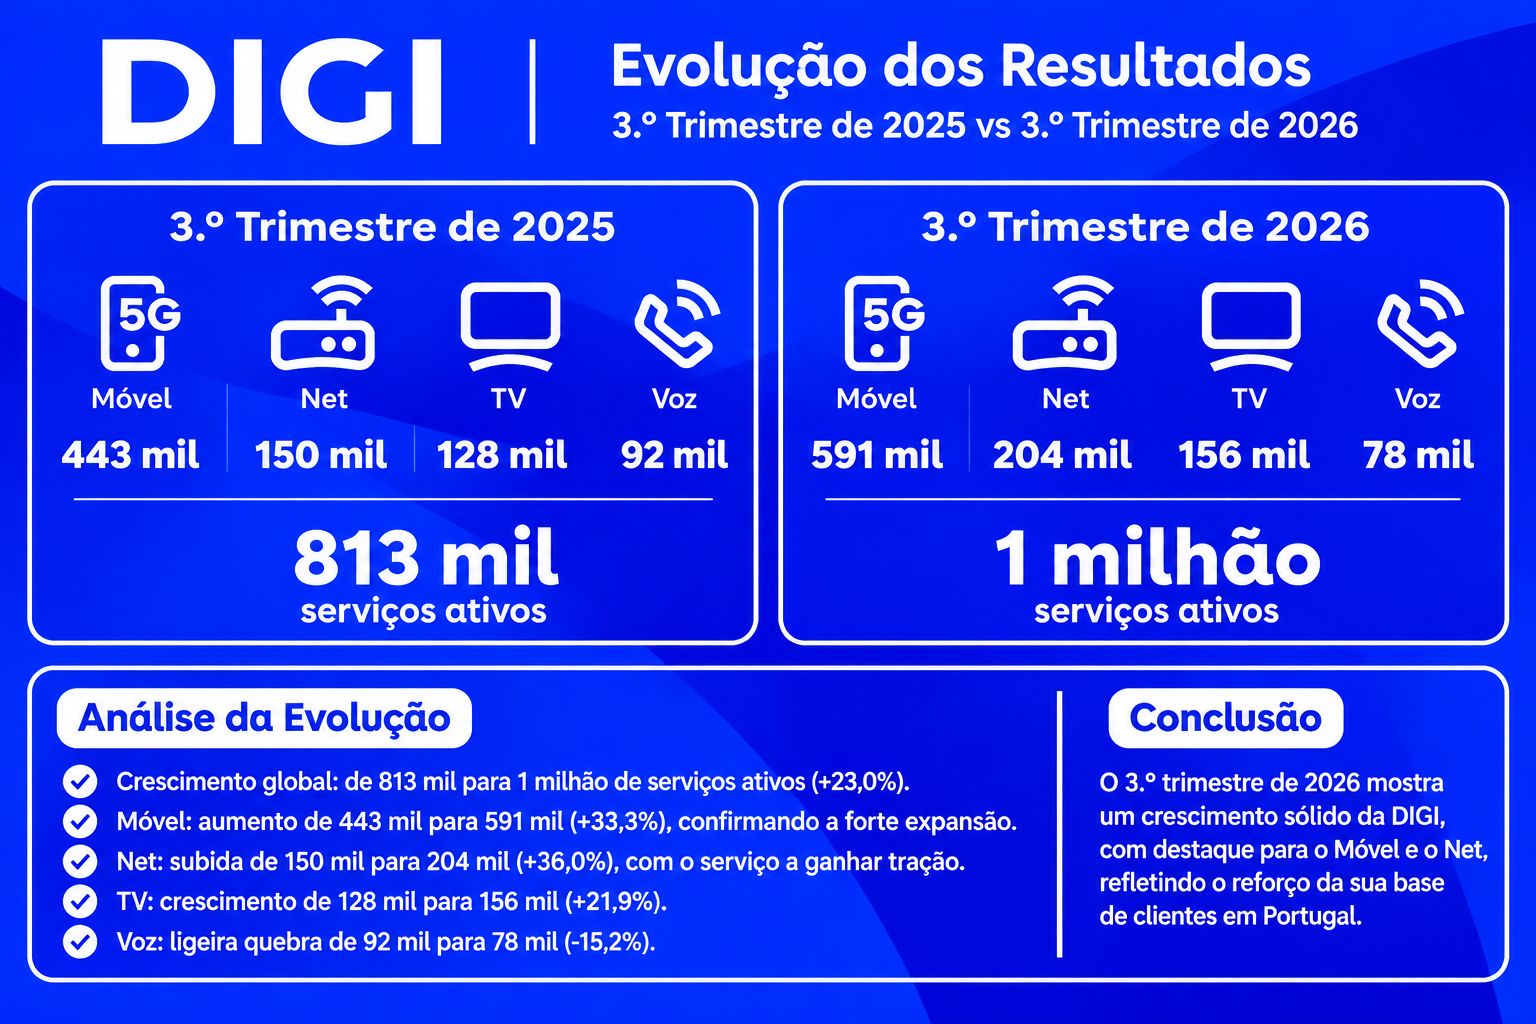 DIGI
Evolução dos Resultados
3.º Trimestre de 2025 vs 3.º Trimestre de 2026
3.º Trimestre de 2025
5G
Móvel
Net
TV
Voz
443 mil
150 mil
128 mil
92 mil
813 mil
serviços ativos
3.º Trimestre de 2026
5G
Móvel
Net
TV
Voz
591 mil
204 mil
156 mil
78 mil
1 milhão
serviços ativos
Análise da Evolução
Crescimento global: de 813 mil para 1 milhão de serviços ativos (+23,0%).
Móvel: aumento de 443 mil para 591 mil (+33,3%), confirmando a forte expansão.
Net: subida de 150 mil para 204 mil (+36,0%), com o serviço a ganhar tração.
TV: crescimento de 128 mil para 156 mil (+21,9%).
Voz: ligeira quebra de 92 mil para 78 mil (-15,2%).
Conclusão
O 3.º trimestre de 2026 mostra
um crescimento sólido da DIGI,
com destaque para o Móvel e o Net,
refletindo o reforço da sua base
de clientes em Portugal.